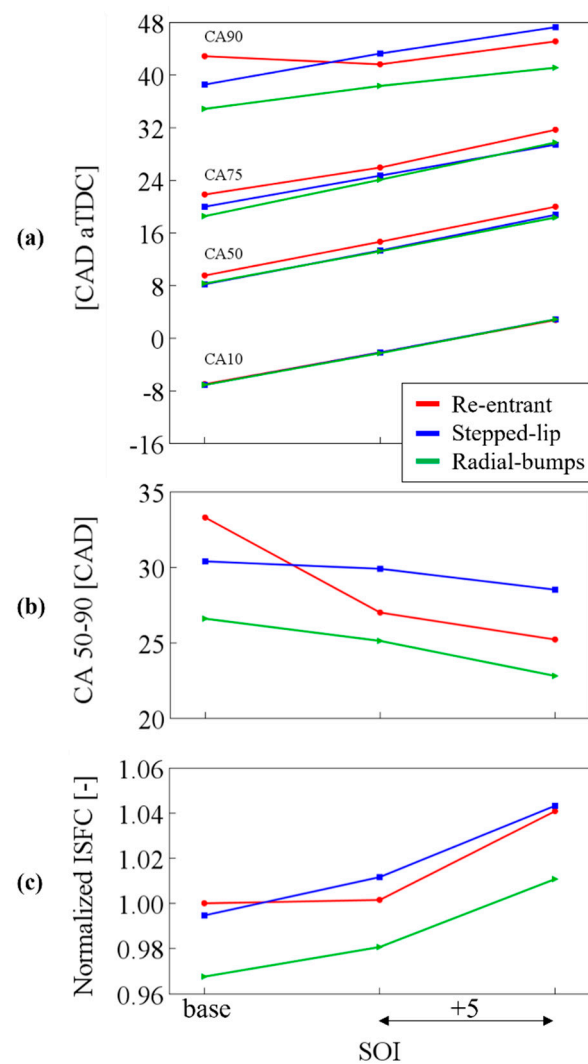 (a)
[CAD aTDC]
48
40
32
24
16
8
0
-8
-16
CA90
CA75
CA50
CA10
Re-entrant
Stepped-lip
Radial-bumps
(b)
CA 50-90 [CAD]
35
30
25
20
(c)
Normalized ISFC [-]
1.06
1.04
1.02
1.00
0.98
0.96
base
+5
SOI